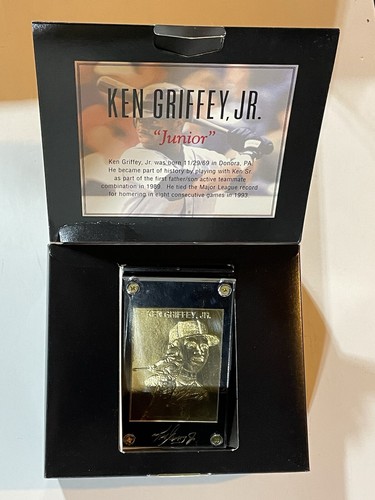 KEN GRIFFEY, JR.
"Junior"
Ken Griffey, Jr. was born 11/29/69 in Donora, PA.
He became part of history by playing with Ken Sr.
as part of the first father/son active teammate
combination in 1989. He tied the Major League record
for homering in eight consecutive games in 1993.
KEN GRIFFEY, JR.